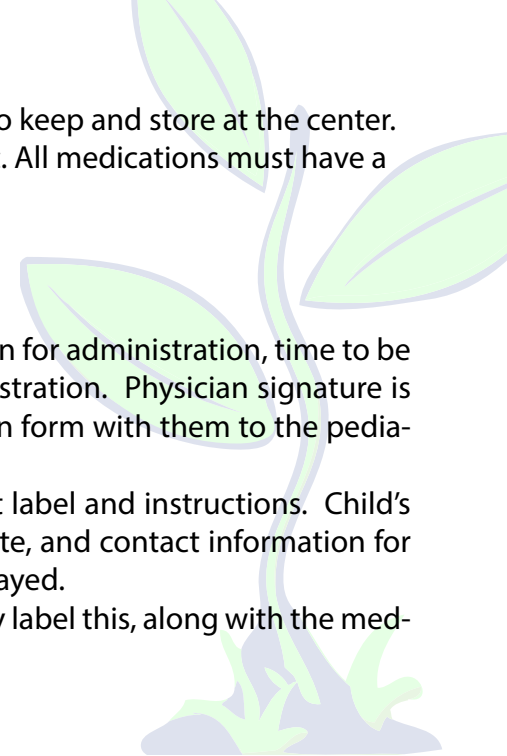 o keep and store at the center.
. All medications must have a
n for administration, time to be
stration.  Physician signature is
n form with them to the pedia-
t label and instructions.  Child’s
te, and contact information for
ayed.
y label this, along with the med-